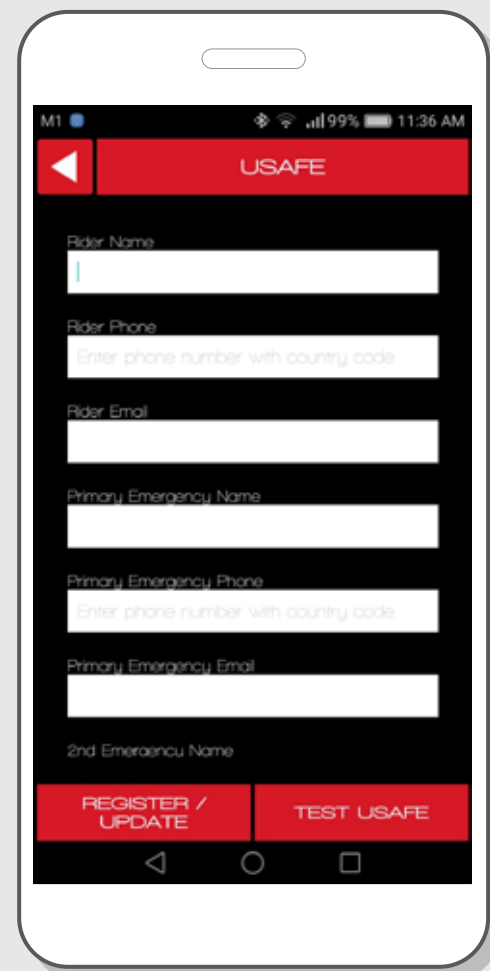 M1 99% 11:36 AM
USAFE
Rider Name
Rider Phone
Enter phone number with country code
Rider Email
Primary Emergency Name
Primary Emergency Phone
Enter phone number with country code
Primary Emergency Email
2nd Emergency Name
REGISTER /
UPDATE
TEST USAFE